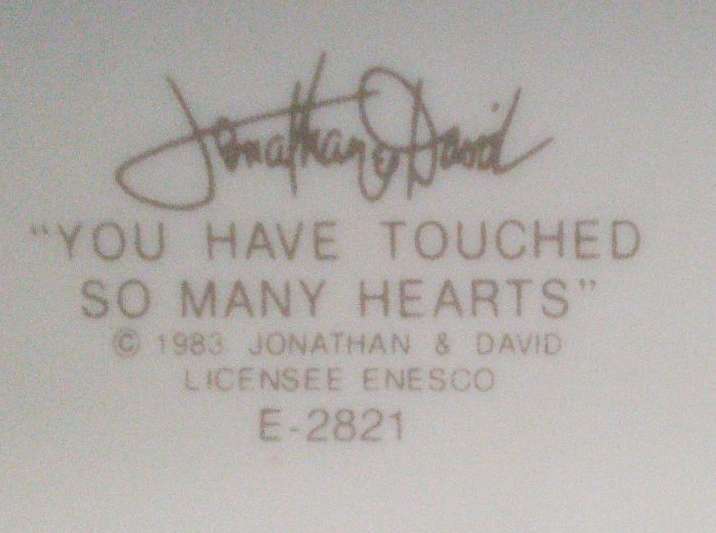 Jonathan & David
"YOU HAVE TOUCHED
SO MANY HEARTS"
© 1983 JONATHAN & DAVID
LICENSEE ENESCO
E-2821